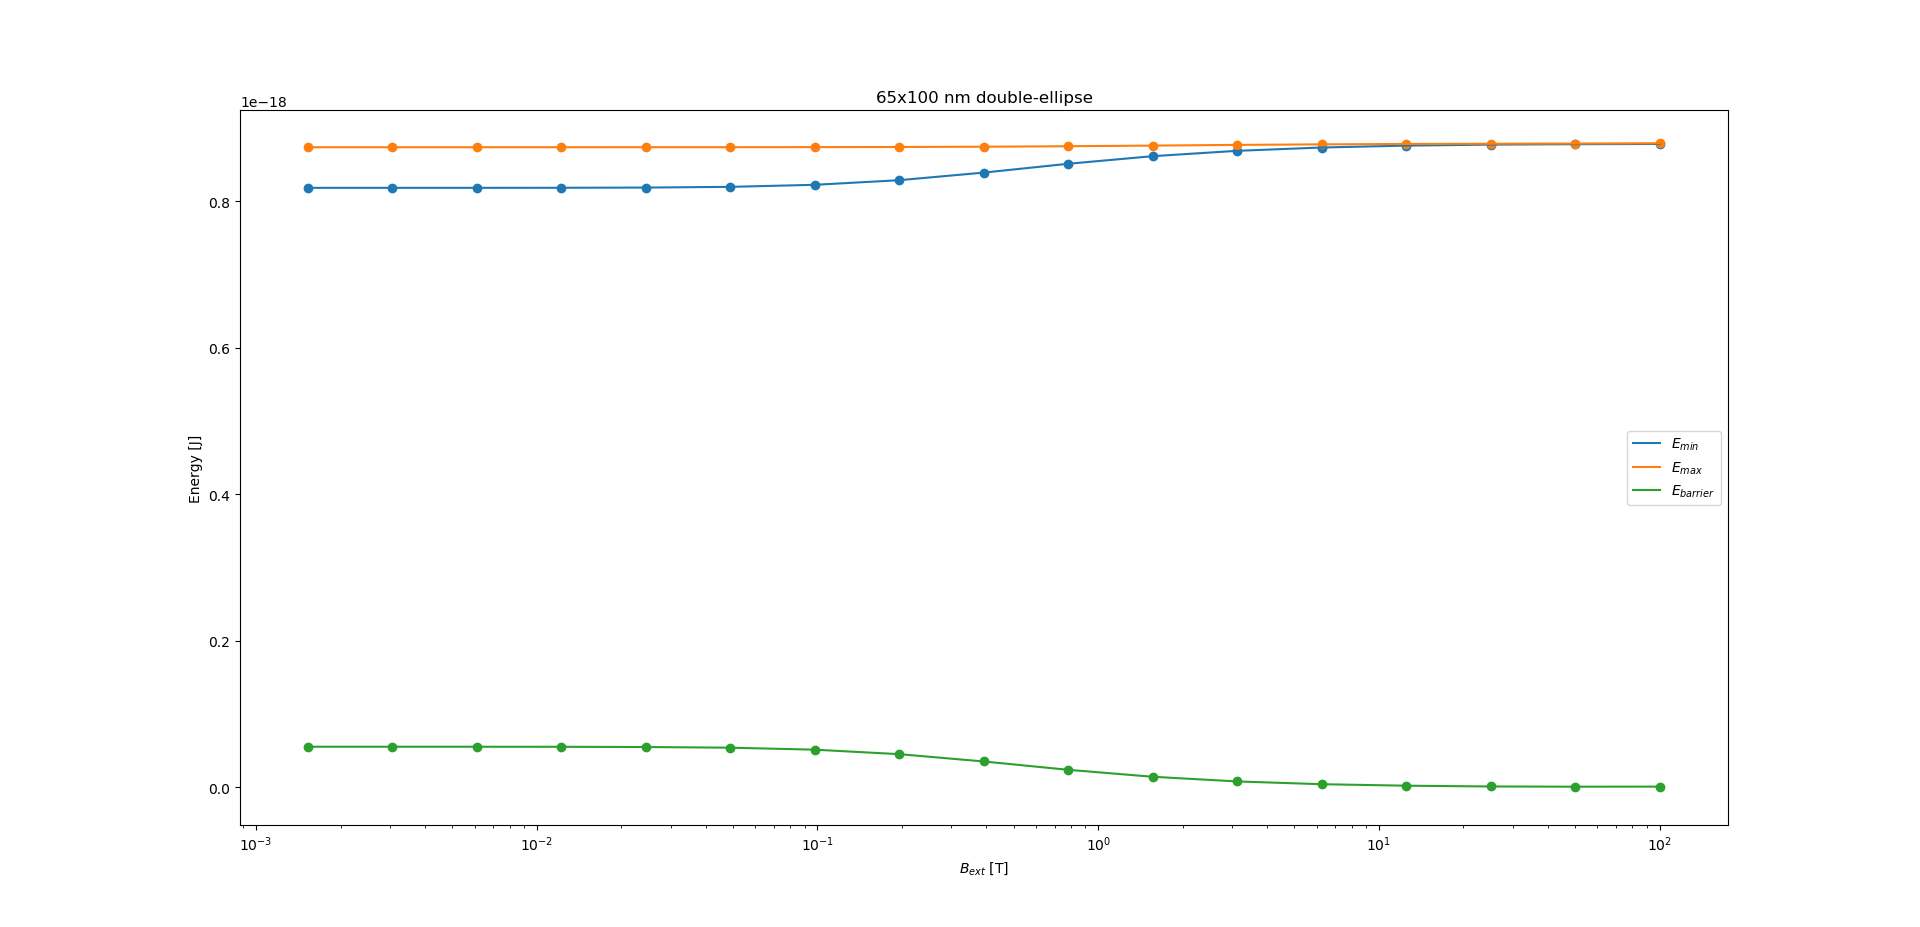 65x100 nm double-ellipse
1e−18
0.8
0.6
0.4
0.2
0.0
Energy [J]
E_min
E_max
E_barrier
10^−3 10^−2 10^−1 10^0 10^1 10^2
B_ext [T]